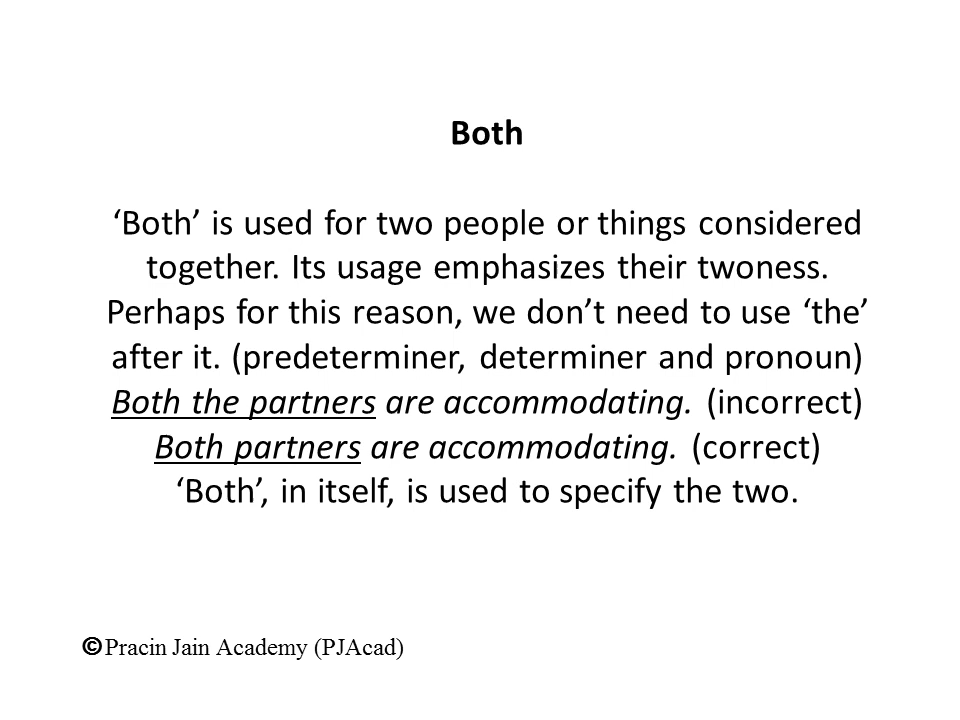 Both
‘Both’ is used for two people or things considered
together. Its usage emphasizes their twoness.
Perhaps for this reason, we don’t need to use ‘the’
after it. (predeterminer, determiner and pronoun)
Both the partners are accommodating. (incorrect)
Both partners are accommodating. (correct)
‘Both’, in itself, is used to specify the two.
©Pracin Jain Academy (PJAcad)